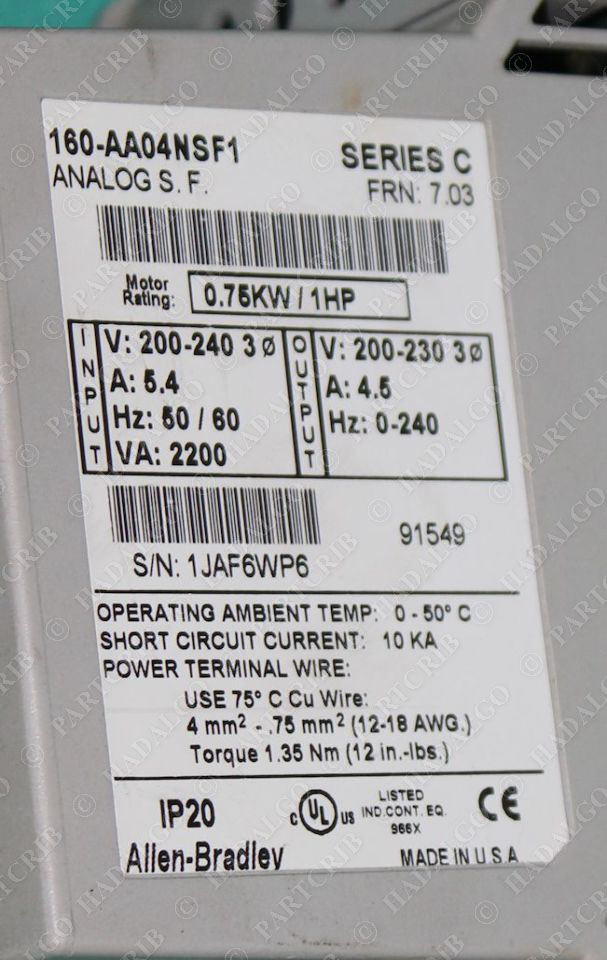 160-AA04NSF1
SERIES C
ANALOG S. F.
FRN: 7.03
Motor Rating: 0.75KW / 1HP
INPUT
V: 200-240 3Ø
A: 5.4
Hz: 50 / 60
VA: 2200
OUTPUT
V: 200-230 3Ø
A: 4.5
Hz: 0-240
91549
S/N: 1JAF6WP6
OPERATING AMBIENT TEMP: 0 - 50° C
SHORT CIRCUIT CURRENT: 10 KA
POWER TERMINAL WIRE:
USE 75° C Cu Wire:
4 mm² - .75 mm² (12-18 AWG.)
Torque 1.35 Nm (12 in.-lbs.)
IP20
C UL US
LISTED
IND. CONT. EQ.
966X
CE
Allen-Bradley
MADE IN U.S.A
© PARTCRIB
© HADALGO